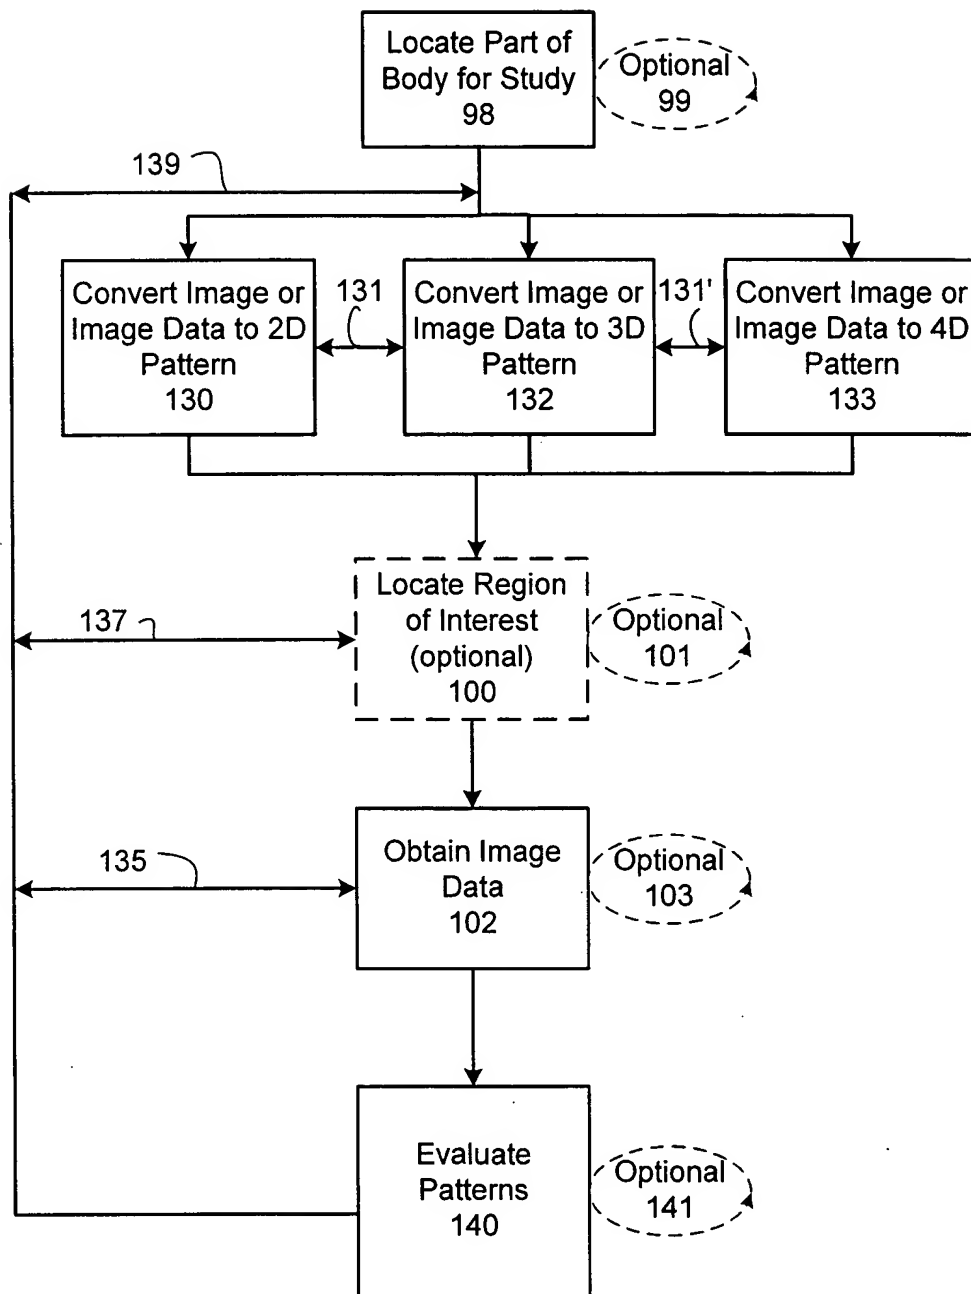 Locate Part of
Body for Study
98
Optional
99
139
Convert Image or
Image Data to 2D
Pattern
130
131
Convert Image or
Image Data to 3D
Pattern
132
131'
Convert Image or
Image Data to 4D
Pattern
133
Locate Region
of Interest
(optional)
100
Optional
101
137
Obtain Image
Data
102
Optional
103
135
Evaluate
Patterns
140
Optional
141